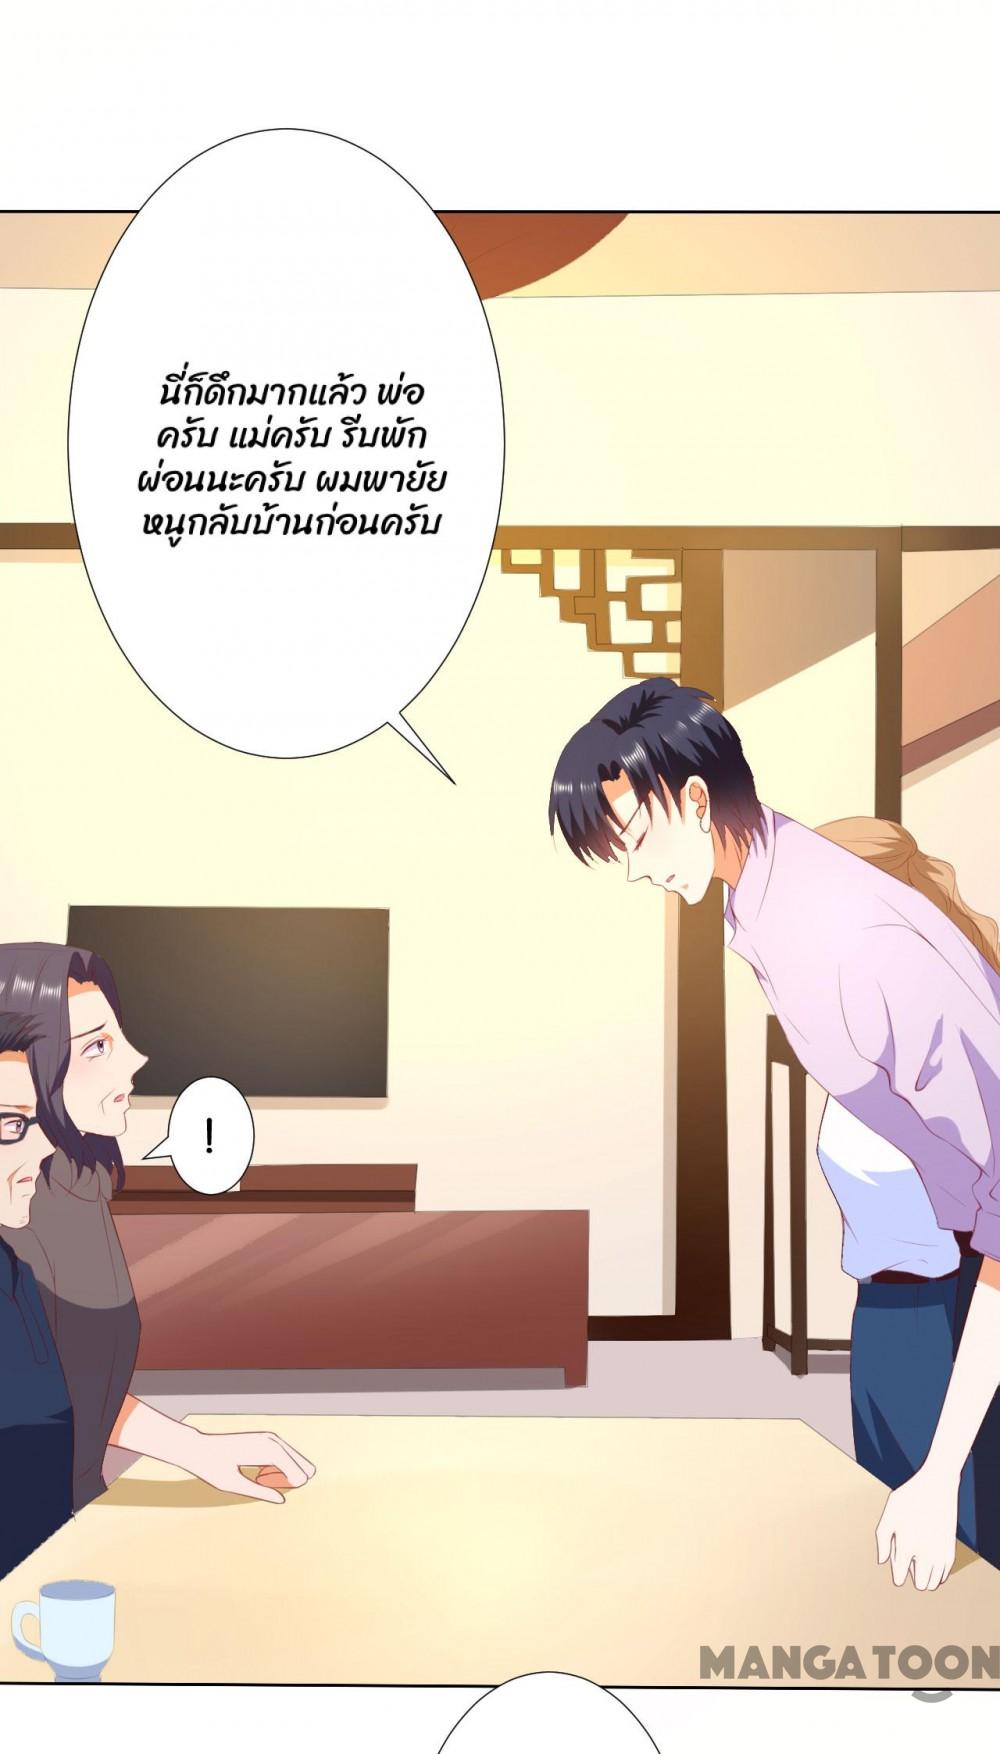 นี่ก็ดึกมากแล้ว พ่อ
ครับ แม่ครับ รีบพัก
ผ่อนนะครับ ผมพายัย
หนูกลับบ้านก่อนครับ
!
MANGATOON